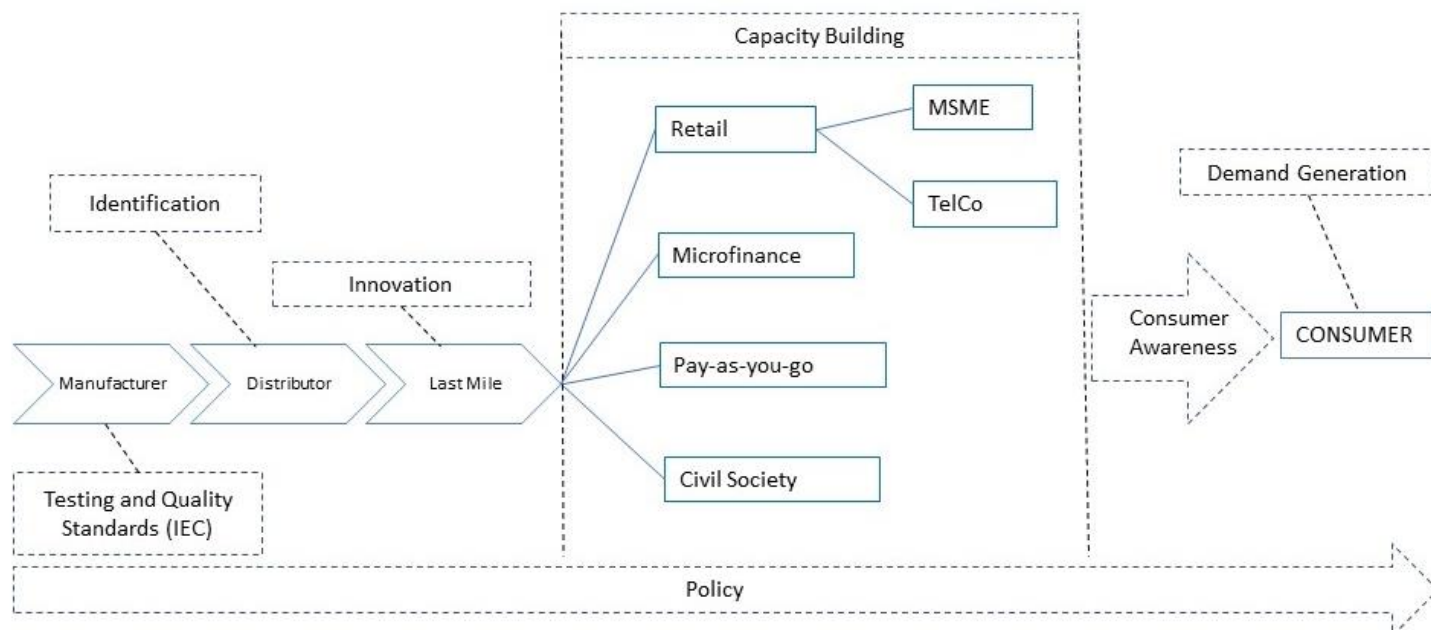 Capacity Building
Retail
MSME
TelCo
Demand Generation
Identification
Microfinance
Innovation
Consumer
Awareness
CONSUMER
Manufacturer
Distributor
Last Mile
Pay-as-you-go
Civil Society
Testing and Quality
Standards (IEC)
Policy